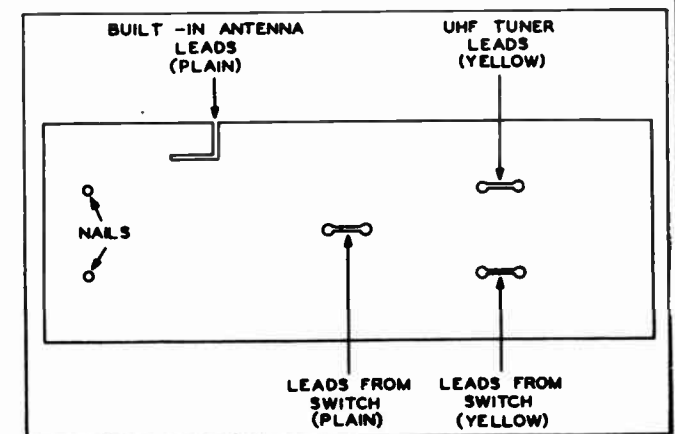 BUILT -IN ANTENNA
LEADS
(PLAIN)
UHF TUNER
LEADS
(YELLOW)
NAILS
LEADS FROM
SWITCH
(PLAIN)
LEADS FROM
SWITCH
(YELLOW)